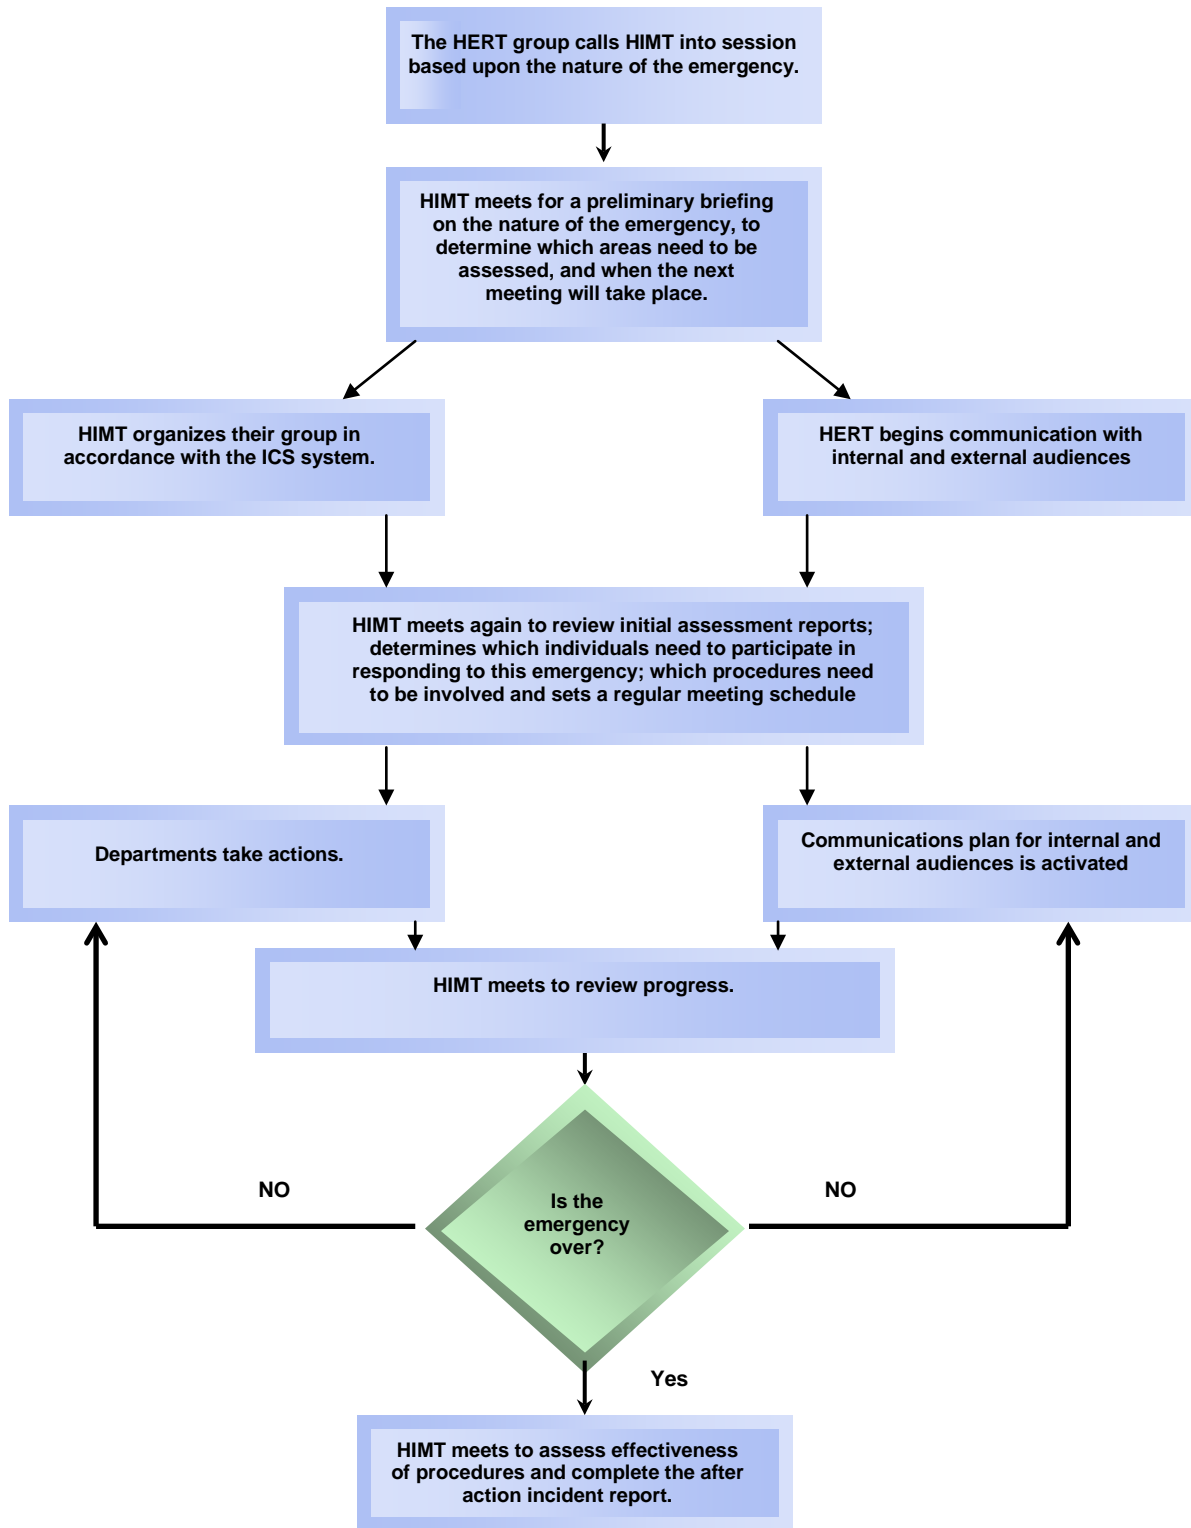 The HERT group calls HIMT into session
based upon the nature of the emergency.
HIMT meets for a preliminary briefing
on the nature of the emergency, to
determine which areas need to be
assessed, and when the next
meeting will take place.
HIMT organizes their group in
accordance with the ICS system.
HERT begins communication with
internal and external audiences
HIMT meets again to review initial assessment reports;
determines which individuals need to participate in
responding to this emergency; which procedures need
to be involved and sets a regular meeting schedule
Departments take actions.
Communications plan for internal and
external audiences is activated
HIMT meets to review progress.
NO
Is the
emergency
over?
NO
Yes
HIMT meets to assess effectiveness
of procedures and complete the after
action incident report.